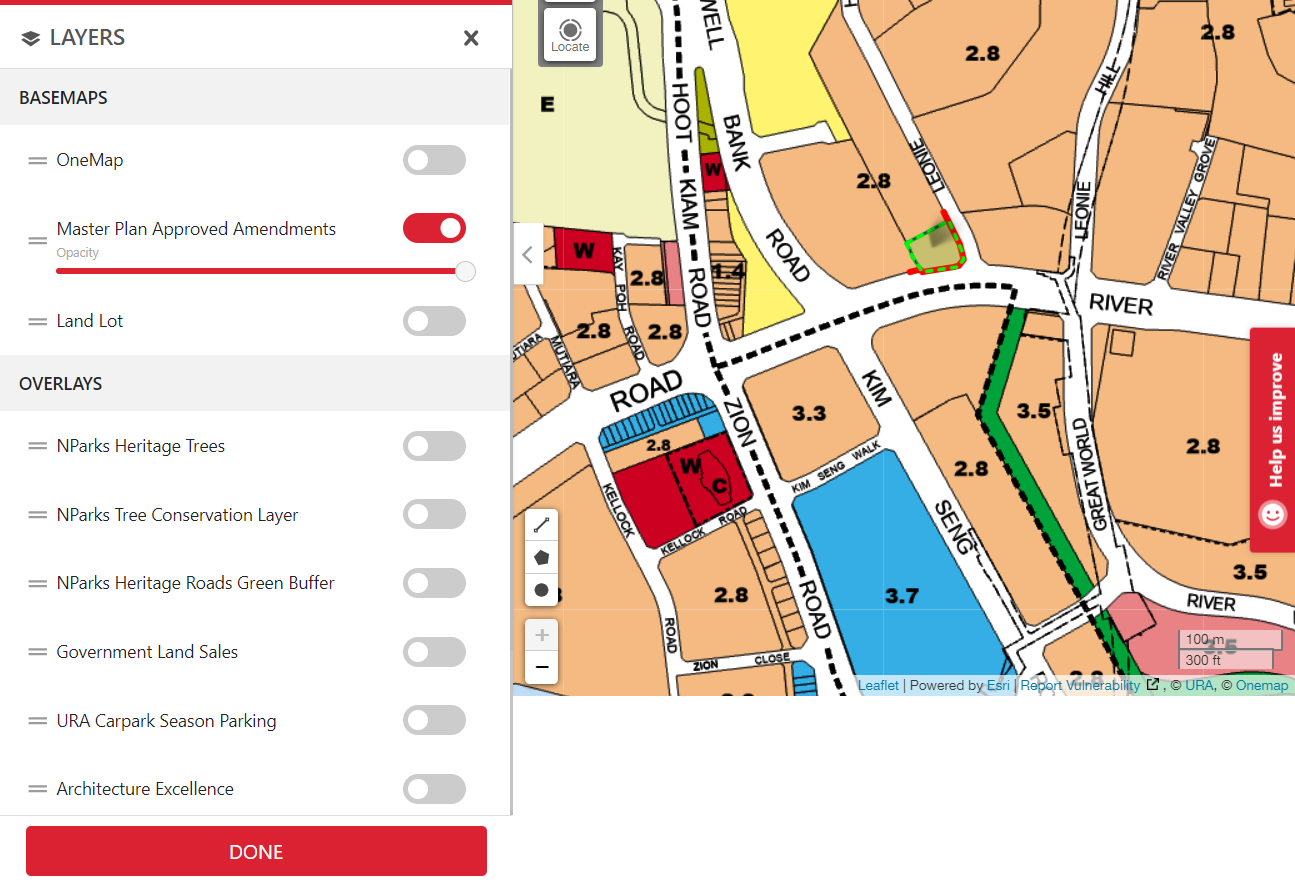 LAYERS
BASEMAPS
OneMap
Master Plan Approved Amendments
Opacity
Land Lot
OVERLAYS
NParks Heritage Trees
NParks Tree Conservation Layer
NParks Heritage Roads Green Buffer
Government Land Sales
URA Carpark Season Parking
Architecture Excellence
DONE
Locate
WELL
BANK
ROAD
HOOT
KIAM
ROAD
E
W
W
1.4
KAY POH ROAD
2.8
2.8
2.8
MUTIARA
ROAD
2.8
2.8
2.8
LEONIE
HILL
LEONIE
RIVER VALLEY GROVE
RIVER
ZION
ROAD
3.3
KIM
SENG
KIM SENG WALK
3.5
2.8
2.8
GREAT WORLD
2.8
W
C
KELLOCK
KELLOCK ROAD
ROAD
2.8
3.7
ZION CLOSE
3.5
RIVER
3.5
2.8
100 m
300 ft
Leaflet | Powered by Esri | Report Vulnerability , © URA, © Onemap
Help us improve